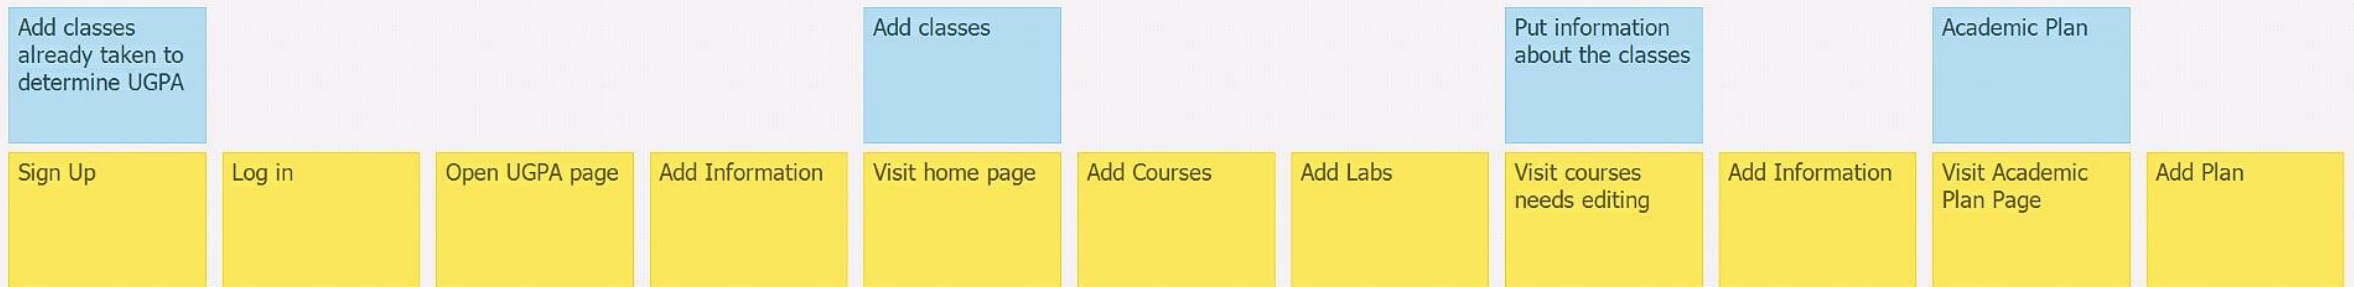 Add classes
already taken to
determine UGPA
Add classes
Put information
about the classes
Academic Plan
Sign Up
Log in
Open UGPA page
Add Information
Visit home page
Add Courses
Add Labs
Visit courses
needs editing
Add Information
Visit Academic
Plan Page
Add Plan